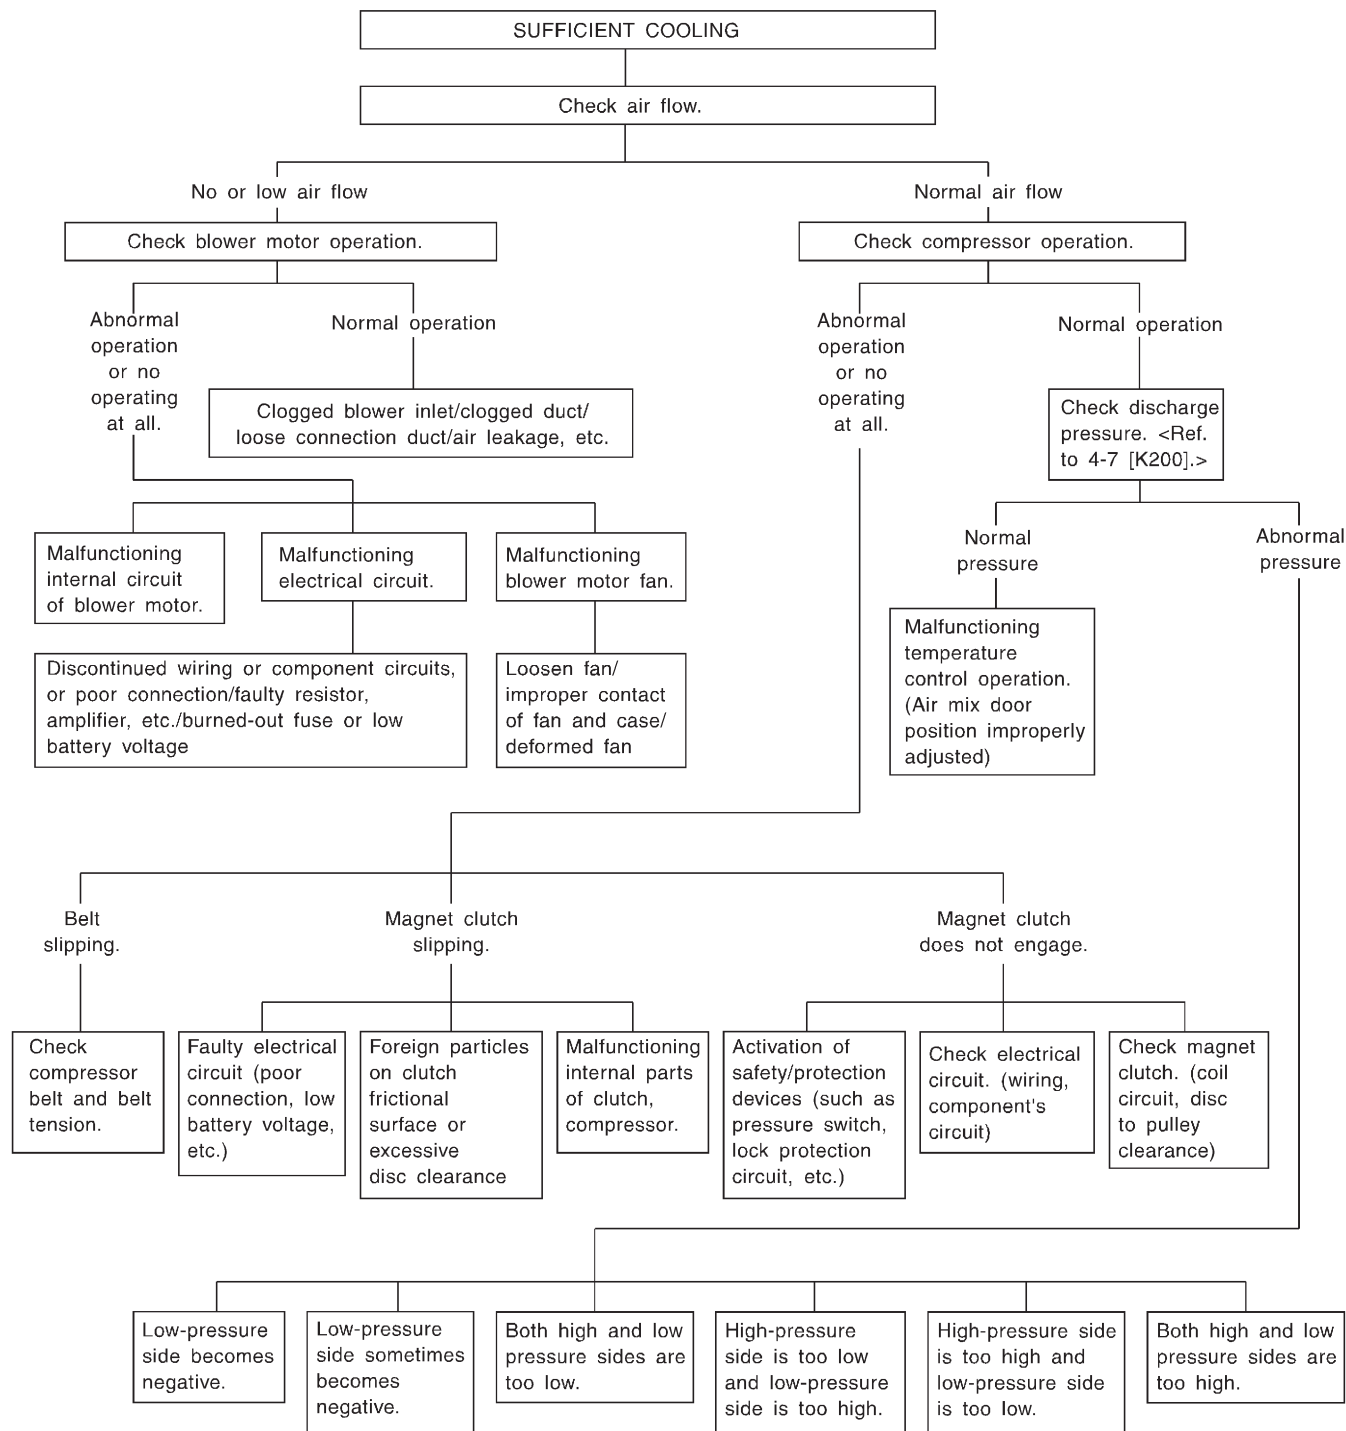 SUFFICIENT COOLING
Check air flow.
No or low air flow
Normal air flow
Check blower motor operation.
Check compressor operation.
Abnormal
operation
or no
operating
at all.
Normal operation
Clogged blower inlet/clogged duct/
loose connection duct/air leakage, etc.
Abnormal
operation
or no
operating
at all.
Normal operation
Check discharge
pressure. <Ref.
to 4-7 [K200].>
Malfunctioning
internal circuit
of blower motor.
Malfunctioning
electrical circuit.
Malfunctioning
blower motor fan.
Normal
pressure
Abnormal
pressure
Discontinued wiring or component circuits,
or poor connection/faulty resistor,
amplifier, etc./burned-out fuse or low
battery voltage
Loosen fan/
improper contact
of fan and case/
deformed fan
Malfunctioning
temperature
control operation.
(Air mix door
position improperly
adjusted)
Belt
slipping.
Magnet clutch
slipping.
Magnet clutch
does not engage.
Check
compressor
belt and belt
tension.
Faulty electrical
circuit (poor
connection, low
battery voltage,
etc.)
Foreign particles
on clutch
frictional
surface or
excessive
disc clearance
Malfunctioning
internal parts
of clutch,
compressor.
Activation of
safety/protection
devices (such as
pressure switch,
lock protection
circuit, etc.)
Check electrical
circuit. (wiring,
component's
circuit)
Check magnet
clutch. (coil
circuit, disc
to pulley
clearance)
Low-pressure
side becomes
negative.
Low-pressure
side sometimes
becomes
negative.
Both high and low
pressure sides are
too low.
High-pressure
side is too low
and low-pressure
side is too high.
High-pressure side
is too high and
low-pressure side
is too low.
Both high and low
pressure sides are
too high.